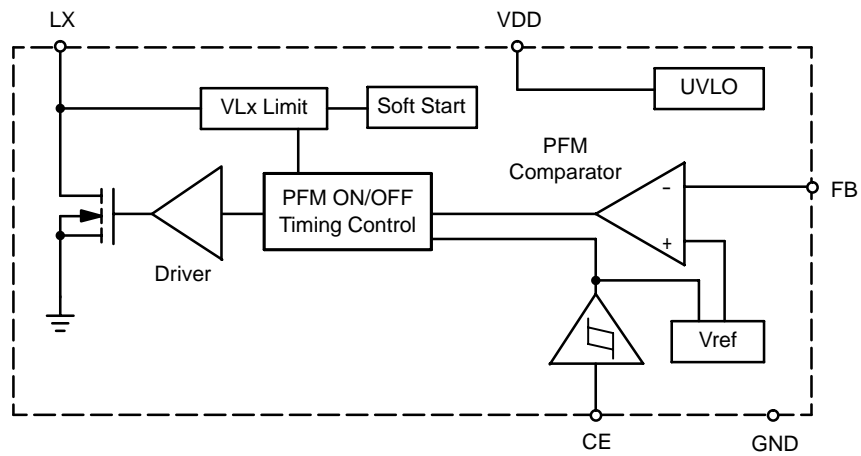 LX
VDD
VLx Limit
Soft Start
UVLO
PFM
Comparator
FB
-
+
PFM ON/OFF
Timing Control
Driver
Vref
CE
GND